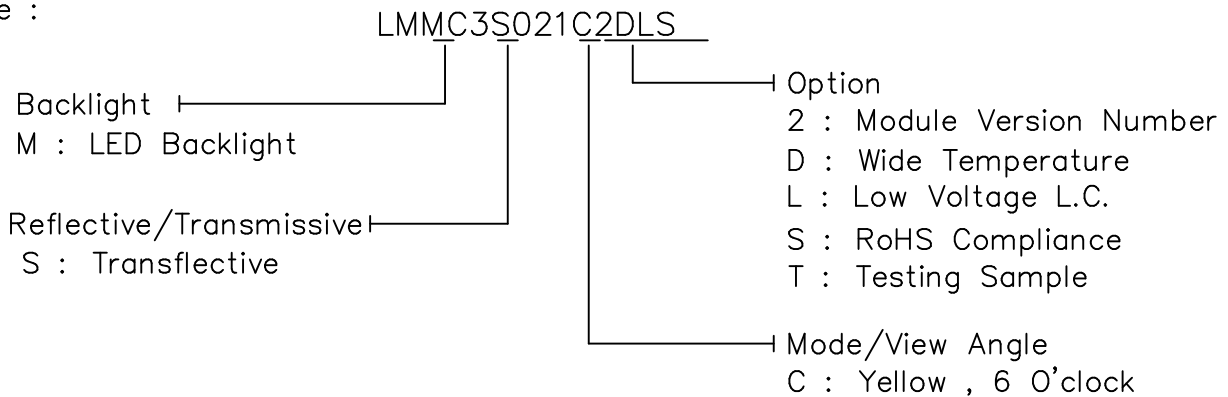 e :
LMMC3S021C2DLS
Backlight
M : LED Backlight
Reflective/Transmissive
S : Transflective
Option
2 : Module Version Number
D : Wide Temperature
L : Low Voltage L.C.
S : RoHS Compliance
T : Testing Sample
Mode/View Angle
C : Yellow , 6 O'clock